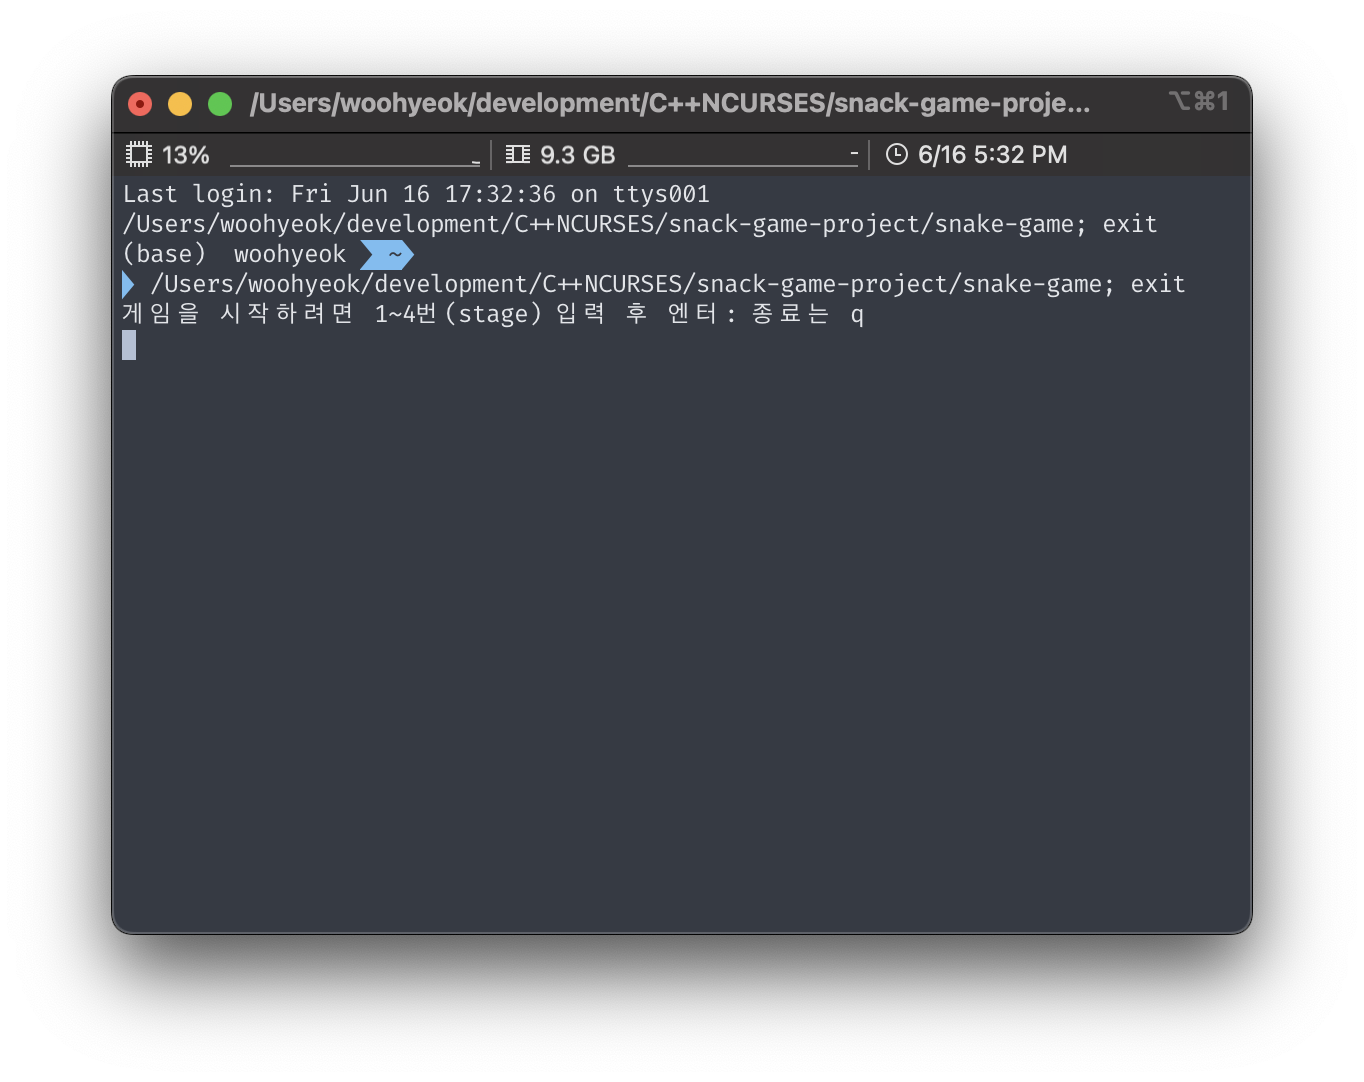 /Users/woohyeok/development/C++NCURSES/snack-game-proje... ⌥⌘1
13% 9.3 GB 6/16 5:32 PM
Last login: Fri Jun 16 17:32:36 on ttys001
/Users/woohyeok/development/C++NCURSES/snack-game-project/snake-game; exit
(base) woohyeok ~
/Users/woohyeok/development/C++NCURSES/snack-game-project/snake-game; exit
게임을 시작하려면 1~4번(stage) 입력 후 엔터: 종료는 q